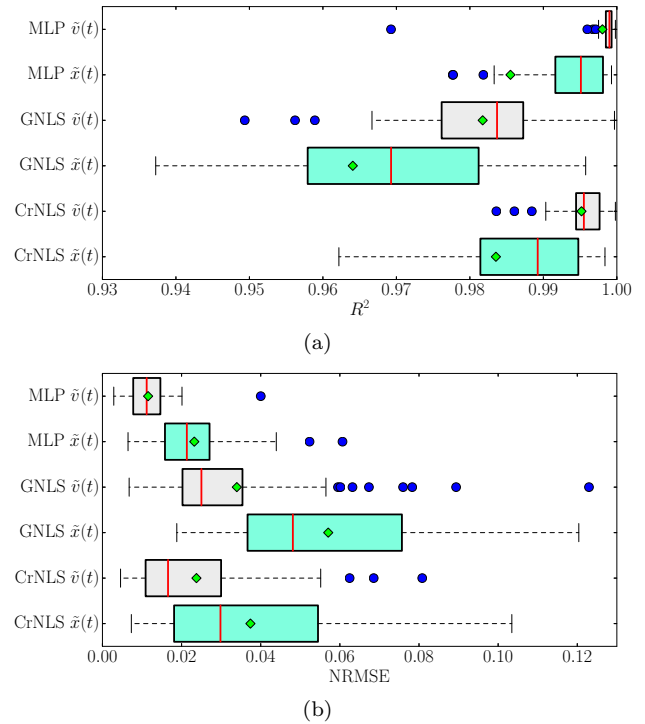 MLP ṽ(t)
MLP x̃(t)
GNLS ṽ(t)
GNLS x̃(t)
CrNLS ṽ(t)
CrNLS x̃(t)
0.93 0.94 0.95 0.96 0.97 0.98 0.99 1.00
R²
(a)
MLP ṽ(t)
MLP x̃(t)
GNLS ṽ(t)
GNLS x̃(t)
CrNLS ṽ(t)
CrNLS x̃(t)
0.00 0.02 0.04 0.06 0.08 0.10 0.12
NRMSE
(b)